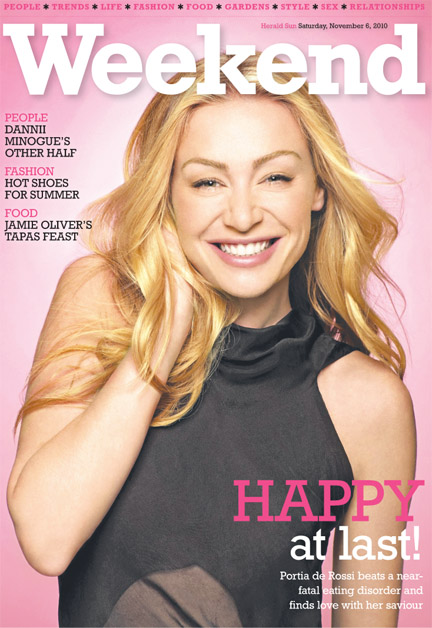 PEOPLE ✱ TRENDS ✱ LIFE ✱ FASHION ✱ FOOD ✱ GARDENS ✱ STYLE ✱ SEX ✱ RELATIONSHIPS
Herald Sun Saturday, November 6, 2010
Weekend
PEOPLE
DANNII
MINOGUE'S
OTHER HALF
FASHION
HOT SHOES
FOR SUMMER
FOOD
JAMIE OLIVER'S
TAPAS FEAST
HAPPY
at last!
Portia de Rossi beats a near-
fatal eating disorder and
finds love with her saviour